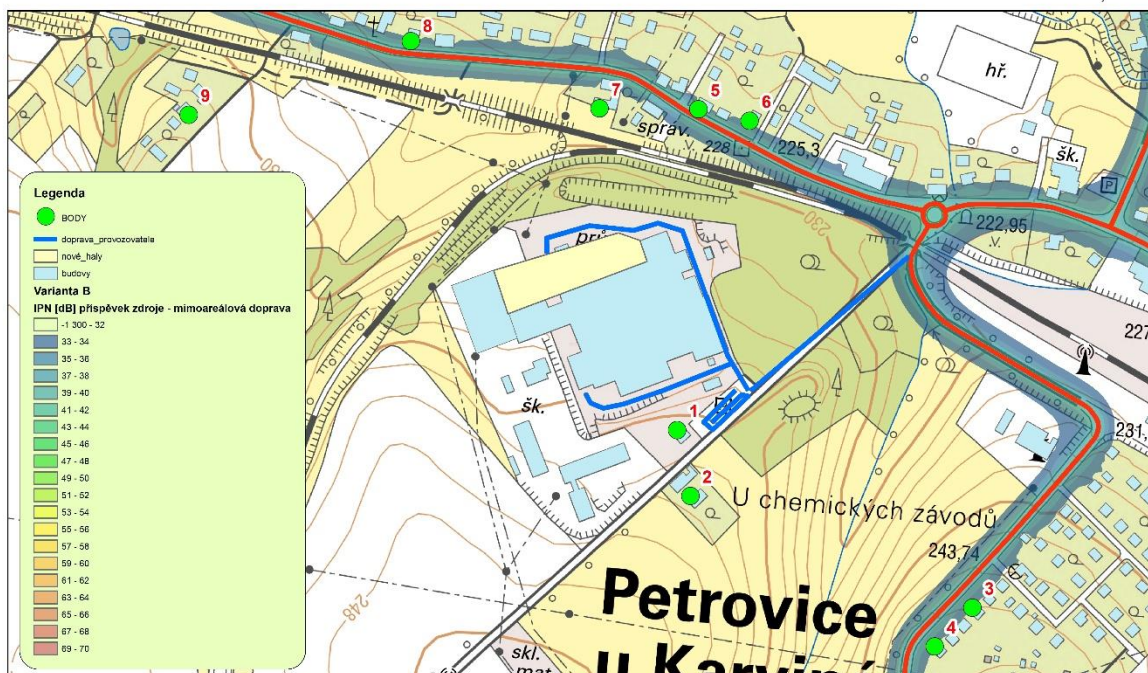 8
9
7
5
6
správ.
V. 228
225,3
hř.
šk.
P
222,95
V.
230
227
231,
Legenda
BODY
doprava_provozovatele
nové_haly
budovy
Varianta B
IPN [dB] příspěvek zdroje - mimoareálová doprava
-1 300 - 32
33 - 34
35 - 36
37 - 38
39 - 40
41 - 42
43 - 44
45 - 46
47 - 48
49 - 50
51 - 52
53 - 54
55 - 56
57 - 58
59 - 60
61 - 62
63 - 64
65 - 66
67 - 68
69 - 70
šk.
1
2
U chemických závodů
243,74
248
3
4
Petrovice
u Karviné
skl.
mat.